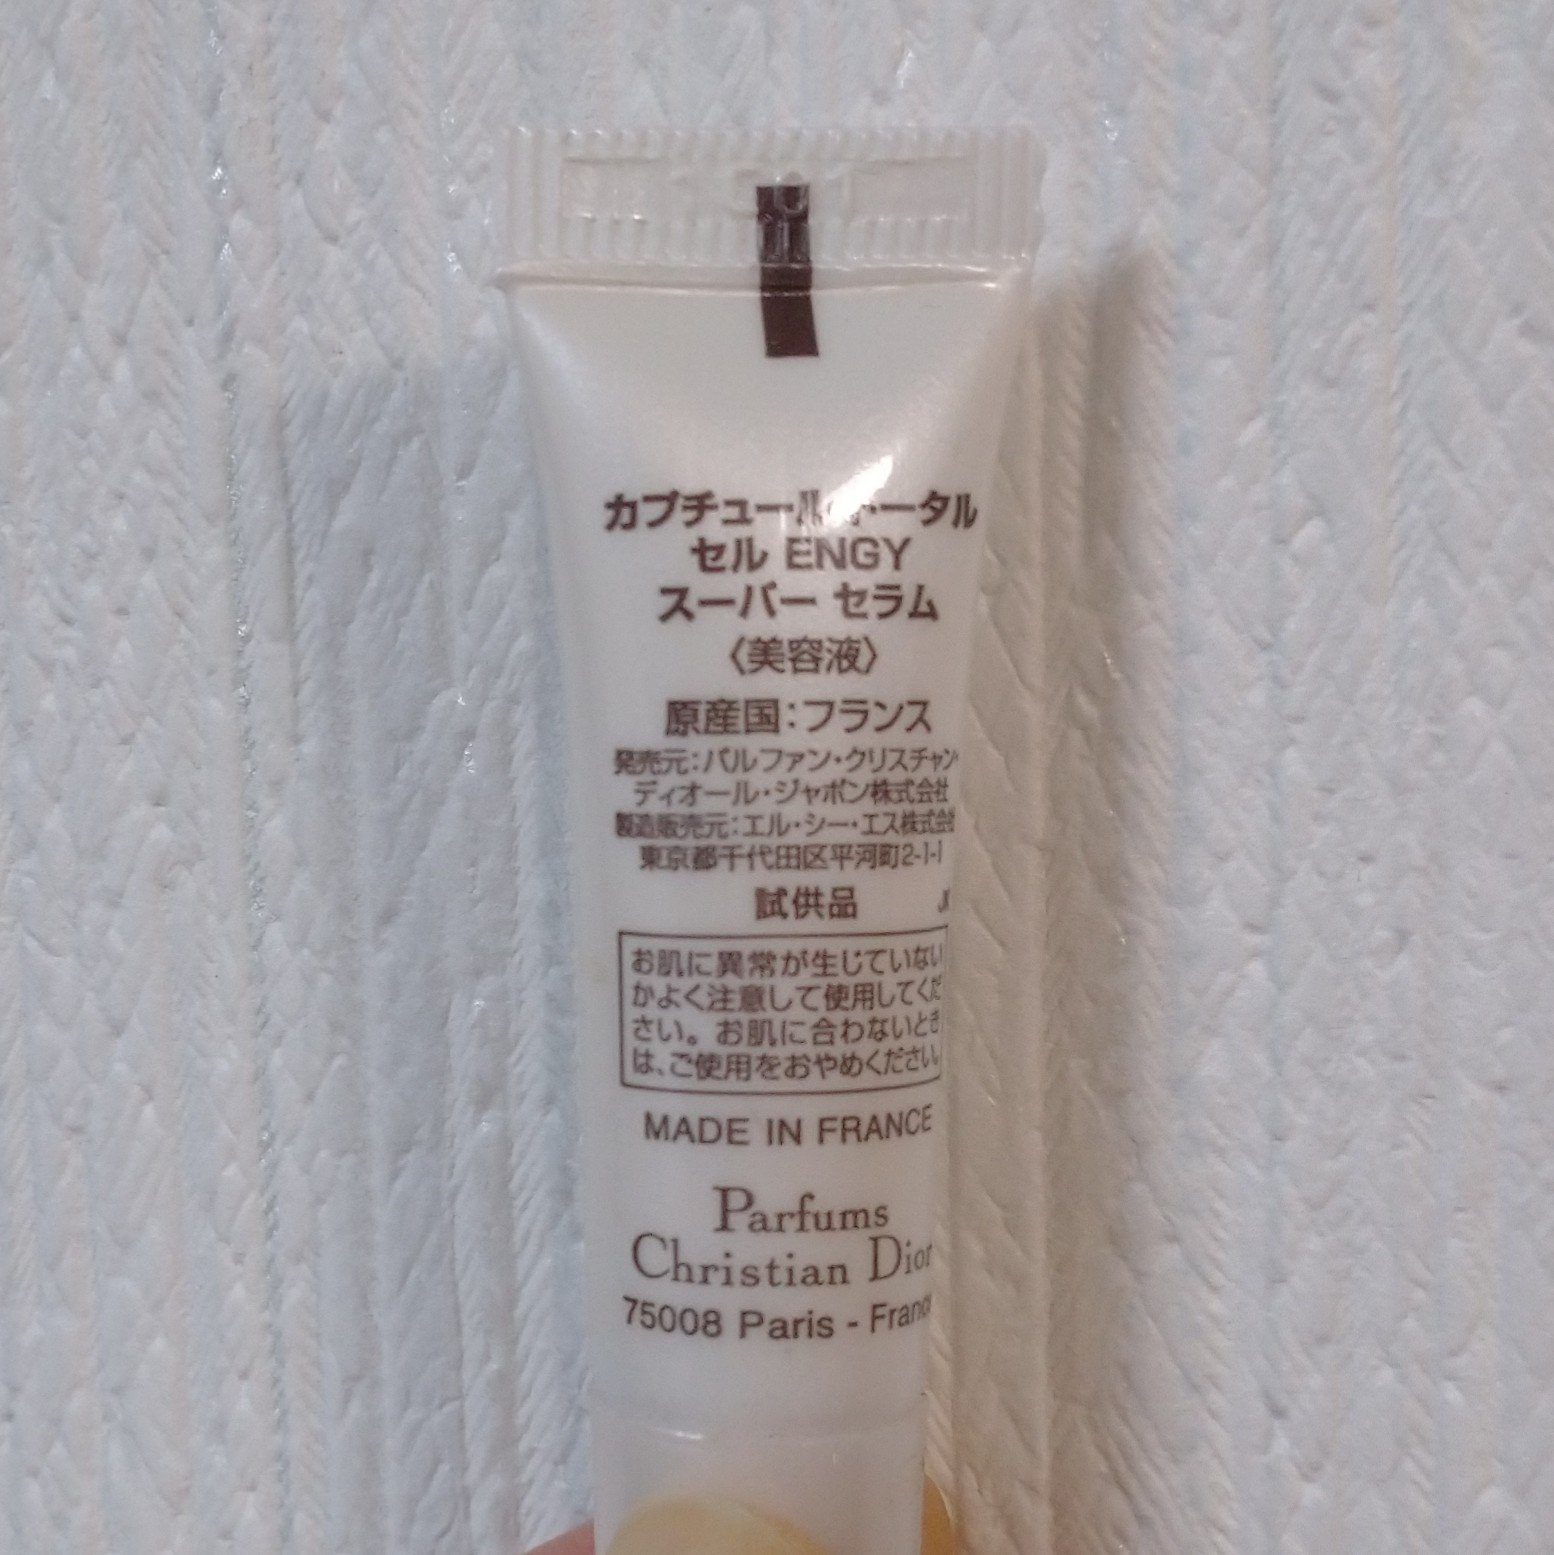 カプチュール トータル
セル ENGY
スーパー セラム
〈美容液〉
原産国：フランス
発売元：パルファン・クリスチャン・
ディオール・ジャポン株式会社
製造販売元：エル・シー・エス株式会社
東京都千代田区平河町2-1-1
試供品
お肌に異常が生じていない
かよく注意して使用してくだ
さい。お肌に合わないとき
は、ご使用をおやめください。
MADE IN FRANCE
Parfums
Christian Dior
75008 Paris - France